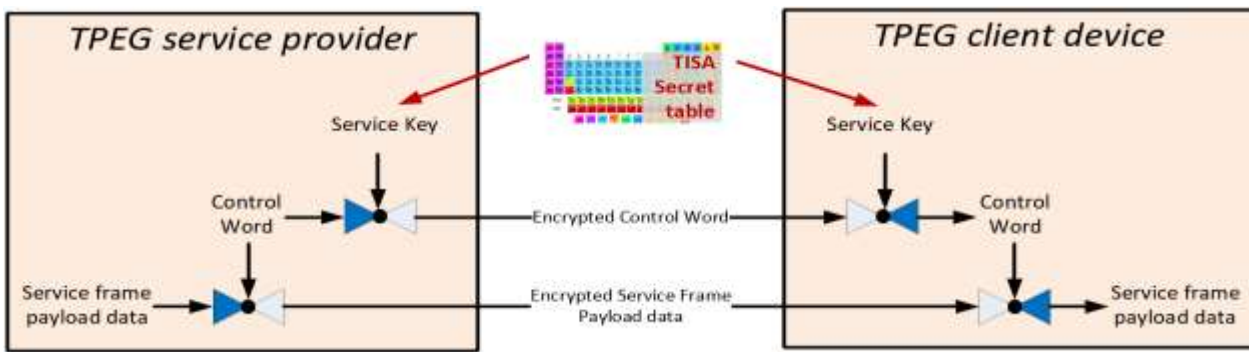 TPEG service provider
TPEG client device
TISA
Secret
table
Service Key
Service Key
Control
Word
Encrypted Control Word
Control
Word
Service frame
payload data
Encrypted Service Frame
Payload data
Service frame
payload data